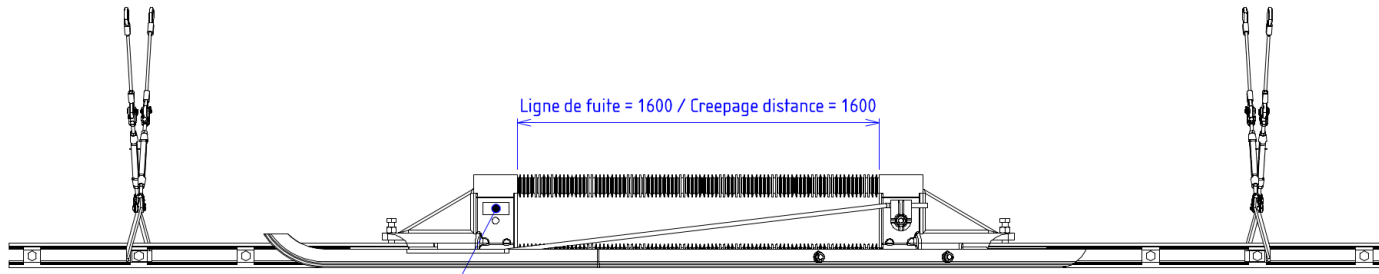 Ligne de fuite = 1600 / Creepage distance = 1600